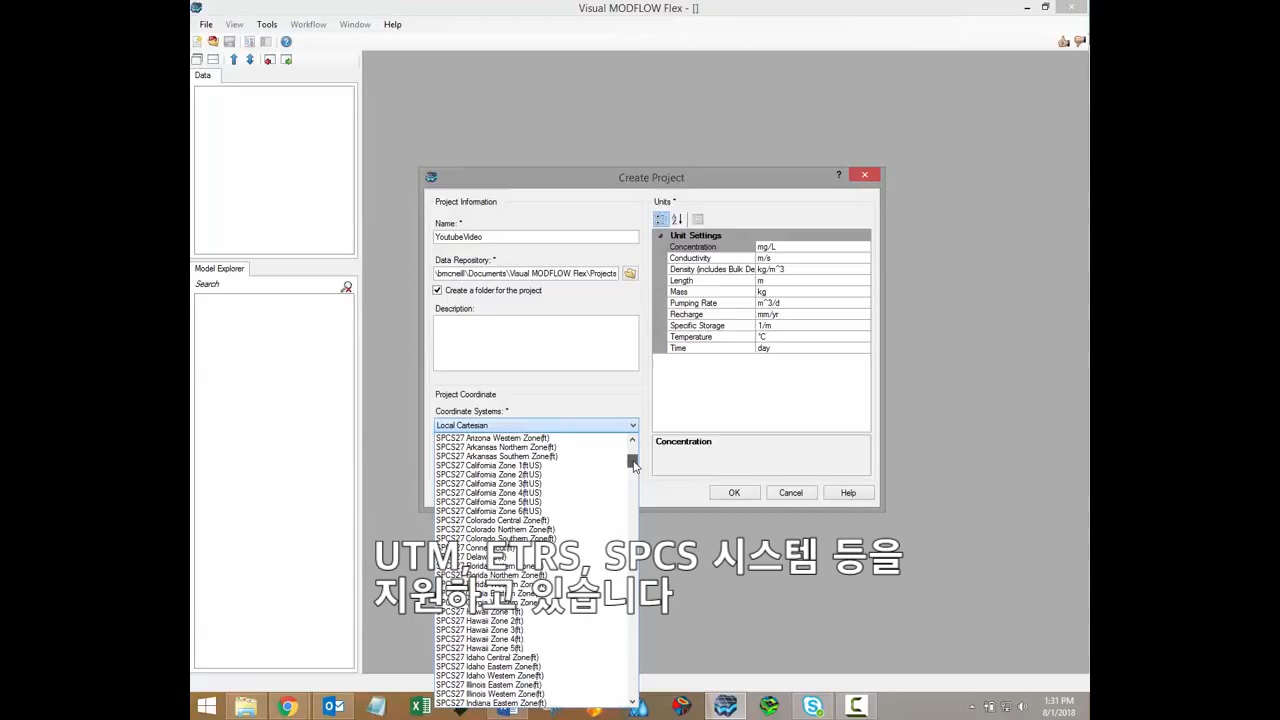 Visual MODFLOW Flex - []
File View Tools Workflow Window Help
Data
Model Explorer
Search
Create Project
Project Information
Name: *
YoutubeVideo
Data Repository: *
\bmcneill\Documents\Visual MODFLOW Flex\Projects
Create a folder for the project
Description:
Project Coordinate
Coordinate Systems: *
Local Cartesian
SPCS27 Arizona Western Zone(ft)
SPCS27 Arkansas Northern Zone(ft)
SPCS27 Arkansas Southern Zone(ft)
SPCS27 California Zone 1(ftUS)
SPCS27 California Zone 2(ftUS)
SPCS27 California Zone 3(ftUS)
SPCS27 California Zone 4(ftUS)
SPCS27 California Zone 5(ftUS)
SPCS27 California Zone 6(ftUS)
SPCS27 Colorado Central Zone(ft)
SPCS27 Colorado Northern Zone(ft)
SPCS27 Colorado Southern Zone(ft)
SPCS27 Hawaii Zone 1(ft)
SPCS27 Hawaii Zone 2(ft)
SPCS27 Hawaii Zone 3(ft)
SPCS27 Hawaii Zone 4(ft)
SPCS27 Hawaii Zone 5(ft)
SPCS27 Idaho Central Zone(ft)
SPCS27 Idaho Eastern Zone(ft)
SPCS27 Idaho Western Zone(ft)
SPCS27 Illinois Eastern Zone(ft)
SPCS27 Illinois Western Zone(ft)
SPCS27 Indiana Eastern Zone(ft)
Units *
Unit Settings
Concentration mg/L
Conductivity m/s
Density (includes Bulk De kg/m^3
Length m
Mass kg
Pumping Rate m^3/d
Recharge mm/yr
Specific Storage 1/m
Temperature °C
Time day
Concentration
OK Cancel Help
UTM, ETRS, SPCS 시스템 등을
지원하고 있습니다
1:31 PM
8/1/2018